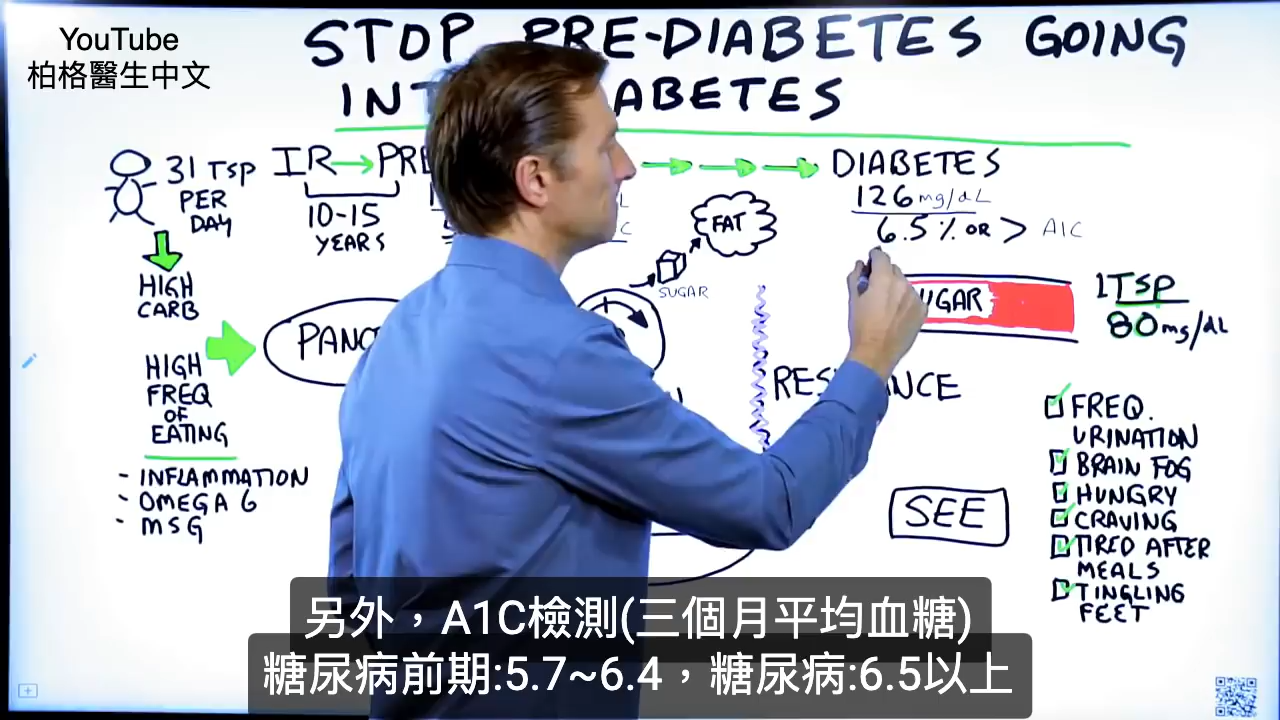 YouTube
柏格醫生中文
STOP PRE-DIABETES GOING
INT ABETES
31 TSP
PER
DAY
IR → PRE
10-15
YEARS
DIABETES
126 mg/dL
6.5% OR > A1C
HIGH
CARB
HIGH
FREQ
OF
EATING
- INFLAMMATION
- OMEGA 6
- MSG
PANC
SUGAR
FAT
UGAR
1 TSP
80 mg/dL
RES ANCE
SEE
FREQ.
URINATION
BRAIN FOG
HUNGRY
CRAVING
TIRED AFTER
MEALS
TINGLING
FEET
另外，A1C檢測(三個月平均血糖)
糖尿病前期:5.7~6.4，糖尿病:6.5以上